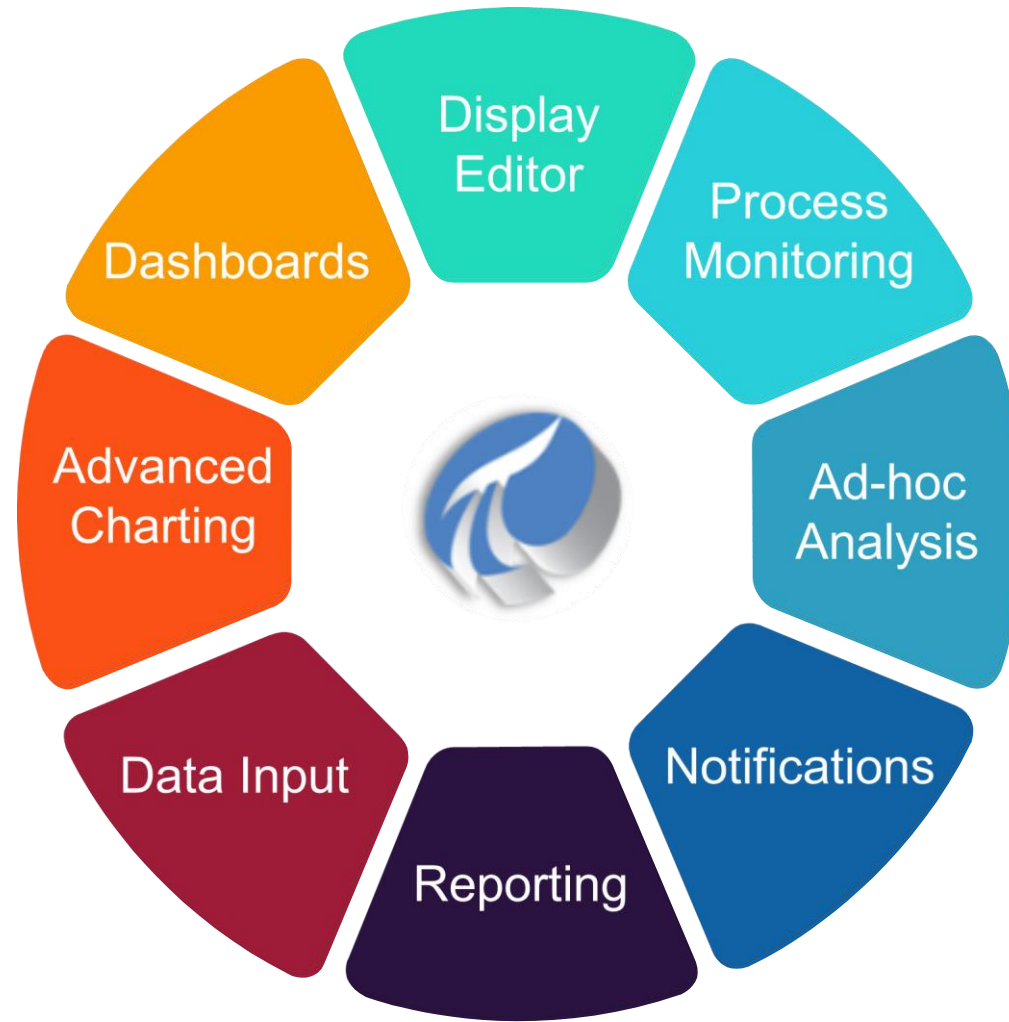 Display
Editor
Process
Monitoring
Ad-hoc
Analysis
Notifications
Reporting
Data Input
Advanced
Charting
Dashboards